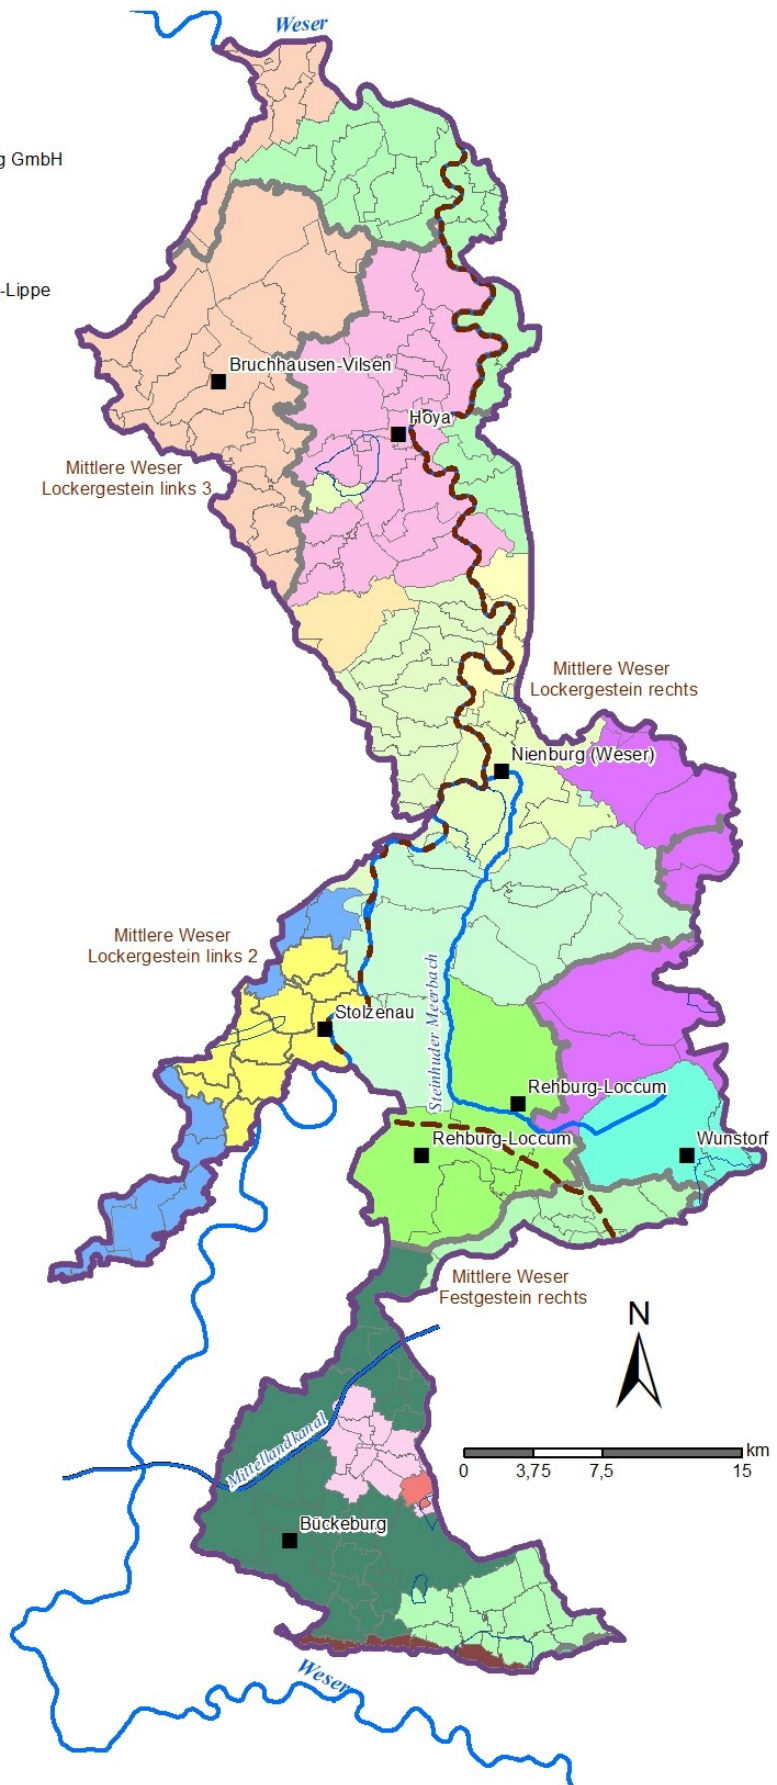 Weser
g GmbH
-Lippe
Bruchhausen-Vilsen
Hoya
Mittlere Weser
Lockergestein links 3
Mittlere Weser
Lockergestein rechts
Nienburg (Weser)
Mittlere Weser
Lockergestein links 2
Steinhuder Meerbach
Stolzenau
Rehburg-Loccum
Rehburg-Loccum
Wunstorf
Mittlere Weser
Festgestein rechts
N
km
0 3,75 7,5 15
Mittellandkanal
Bückeburg
Weser